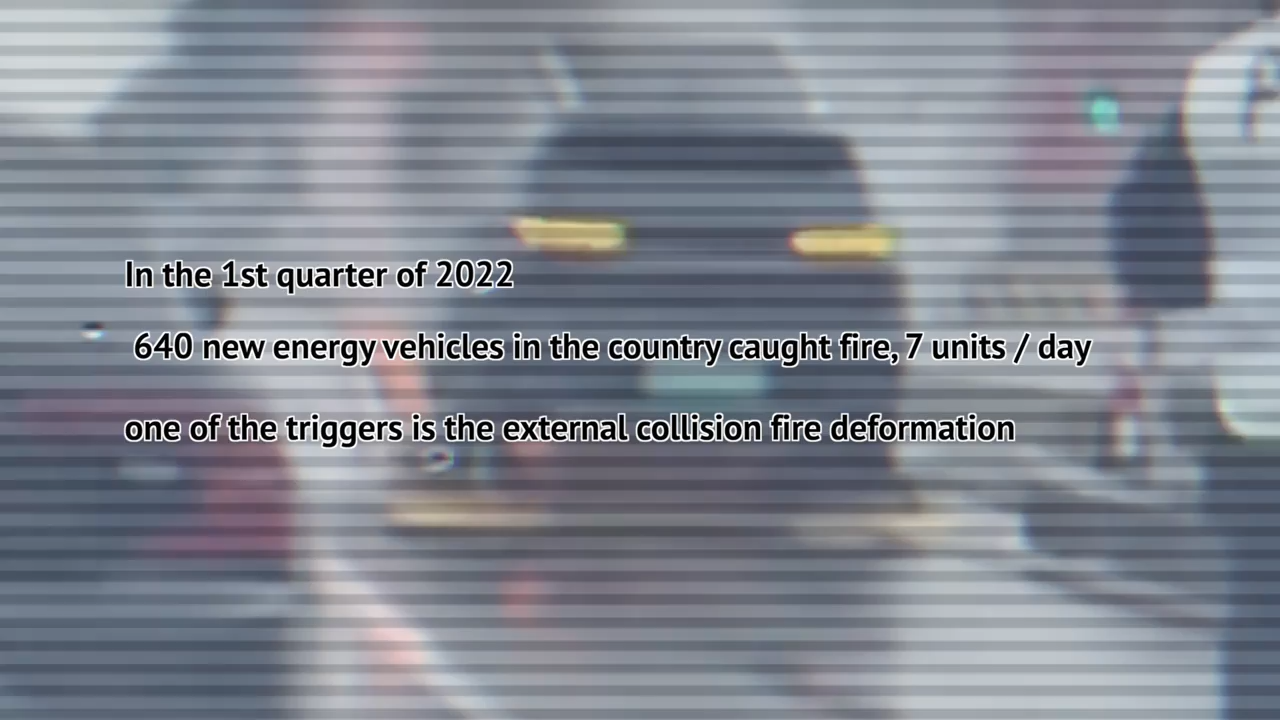 In the 1st quarter of 2022
640 new energy vehicles in the country caught fire, 7 units / day
one of the triggers is the external collision fire deformation